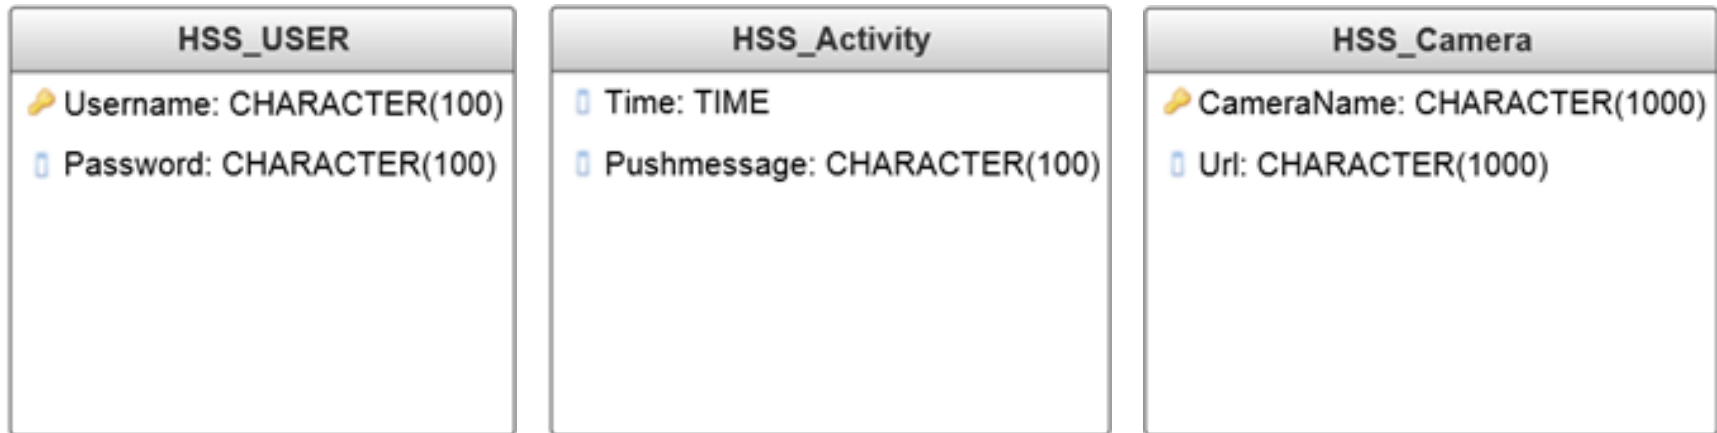 HSS_USER
Username: CHARACTER(100)
Password: CHARACTER(100)
HSS_Activity
Time: TIME
Pushmessage: CHARACTER(100)
HSS_Camera
CameraName: CHARACTER(1000)
Url: CHARACTER(1000)